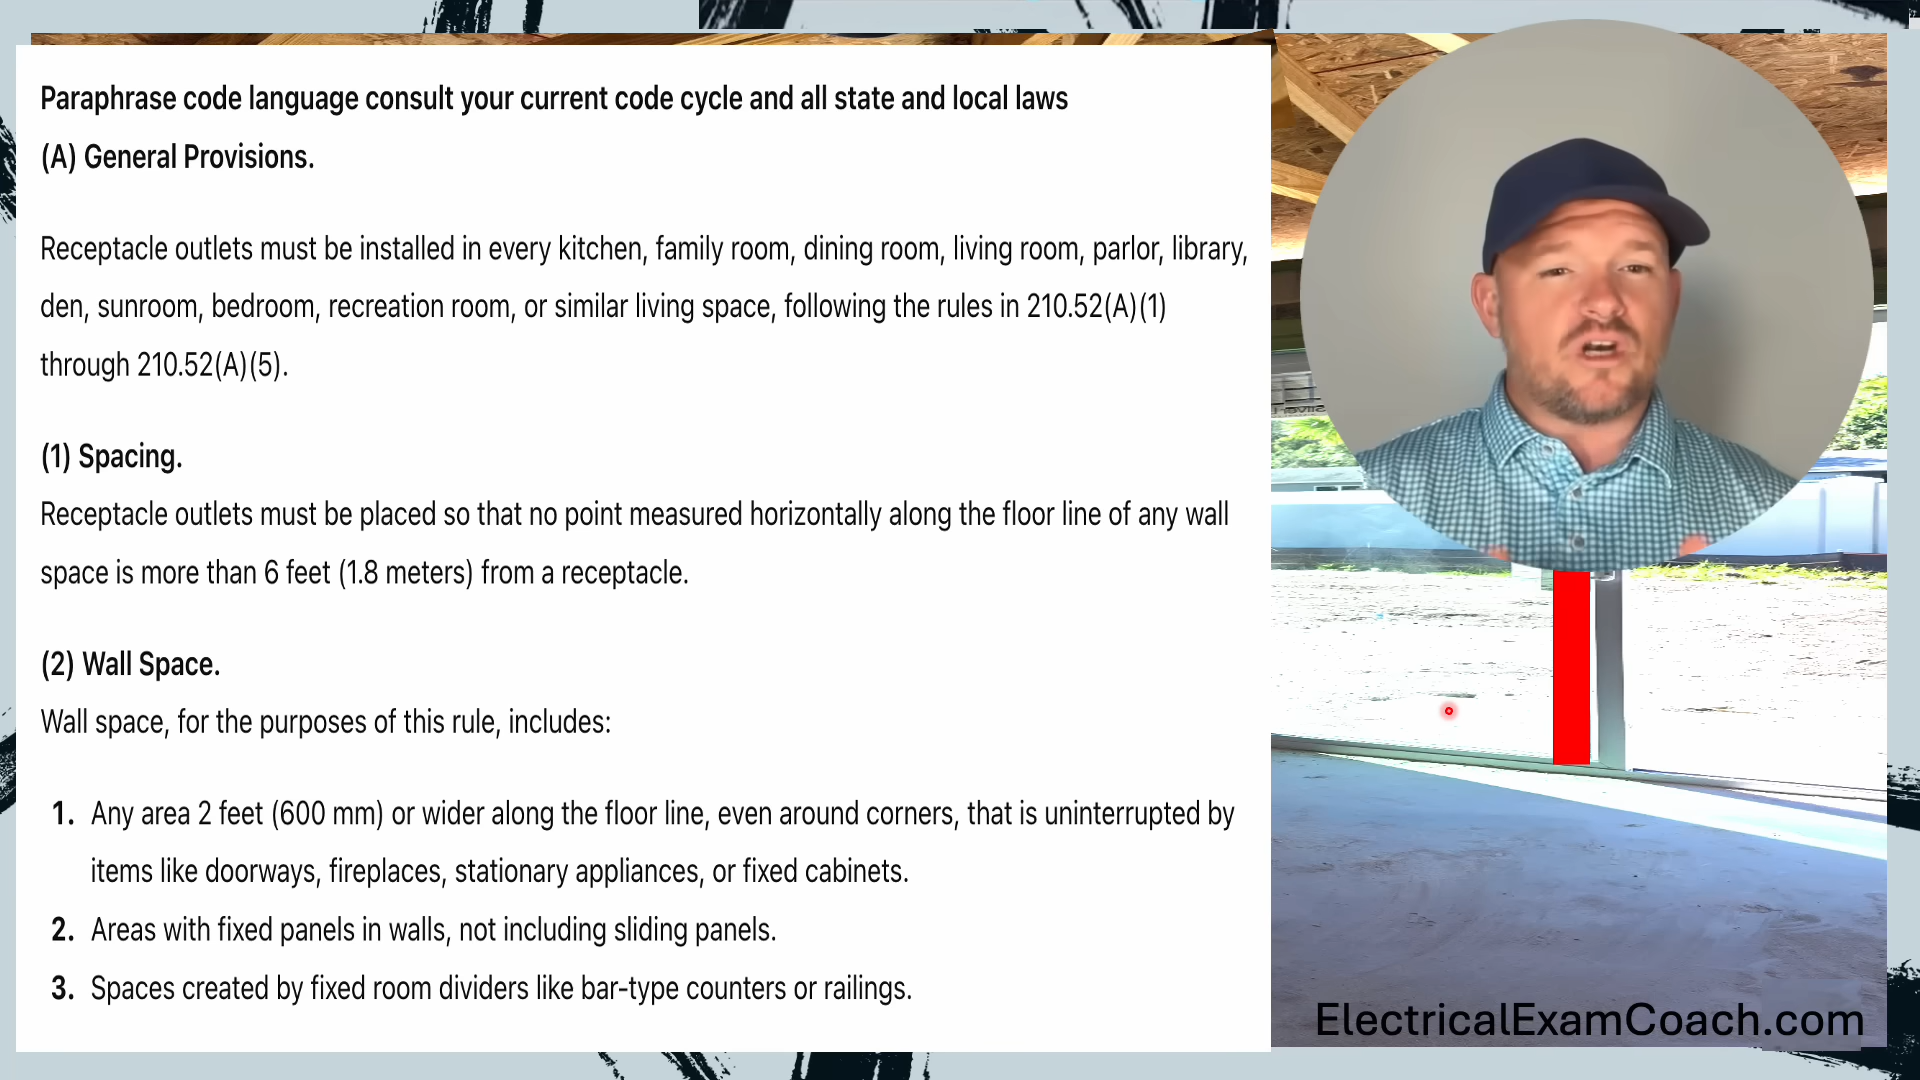 Paraphrase code language consult your current code cycle and all state and local laws
(A) General Provisions.
Receptacle outlets must be installed in every kitchen, family room, dining room, living room, parlor, library,
den, sunroom, bedroom, recreation room, or similar living space, following the rules in 210.52(A)(1)
through 210.52(A)(5).
(1) Spacing.
Receptacle outlets must be placed so that no point measured horizontally along the floor line of any wall
space is more than 6 feet (1.8 meters) from a receptacle.
(2) Wall Space.
Wall space, for the purposes of this rule, includes:
1. Any area 2 feet (600 mm) or wider along the floor line, even around corners, that is uninterrupted by
items like doorways, fireplaces, stationary appliances, or fixed cabinets.
2. Areas with fixed panels in walls, not including sliding panels.
3. Spaces created by fixed room dividers like bar-type counters or railings.
ElectricalExamCoach.com